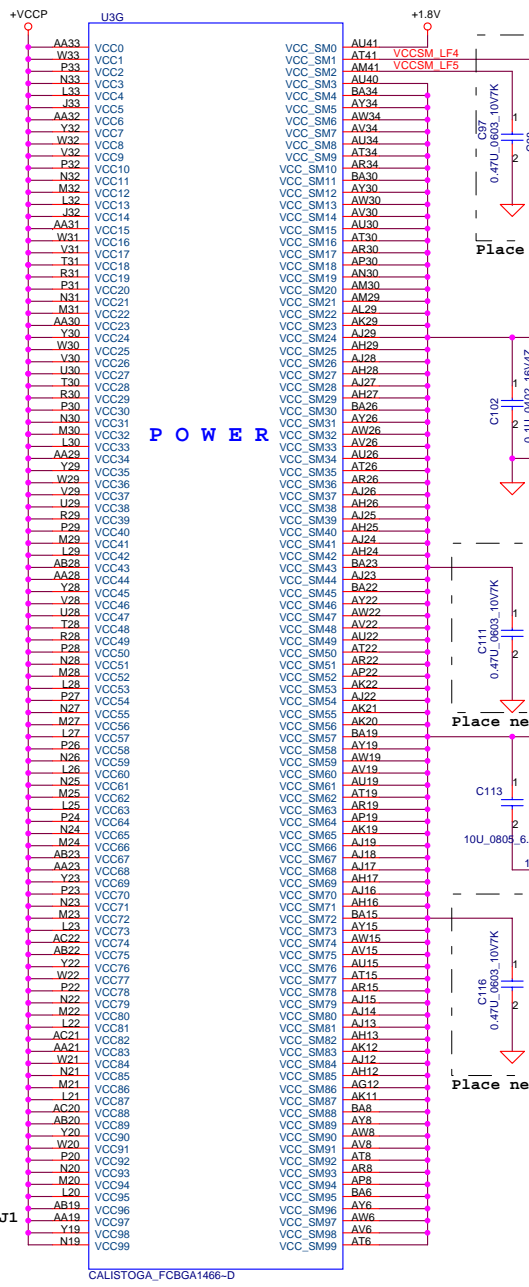 +VCCP U3G +1.8V
AA33 VCC0 VCC_SM0 AU41
W33 VCC1 VCC_SM1 AT41 VCCSM_LF4
P33 VCC2 VCC_SM2 AM41 VCCSM_LF5
N33 VCC3 VCC_SM3 AU40
L33 VCC4 VCC_SM4 BA34
J33 VCC5 VCC_SM5 AY34
AA32 VCC6 VCC_SM6 AW34
Y32 VCC7 VCC_SM7 AV34
W32 VCC8 VCC_SM8 AU34
V32 VCC9 VCC_SM9 AT34
P32 VCC10 VCC_SM10 AR34
N32 VCC11 VCC_SM11 BA30
M32 VCC12 VCC_SM12 AY30
L32 VCC13 VCC_SM13 AW30
J32 VCC14 VCC_SM14 AV30
AA31 VCC15 VCC_SM15 AU30
W31 VCC16 VCC_SM16 AT30
V31 VCC17 VCC_SM17 AR30
T31 VCC18 VCC_SM18 AP30
R31 VCC19 VCC_SM19 AN30
P31 VCC20 VCC_SM20 AM30
N31 VCC21 VCC_SM21 AM29
M31 VCC22 VCC_SM22 AL29
AA30 VCC23 VCC_SM23 AK29
Y30 VCC24 VCC_SM24 AJ29
W30 VCC25 VCC_SM25 AH29
V30 VCC26 VCC_SM26 AJ28
U30 VCC27 VCC_SM27 AH28
T30 VCC28 VCC_SM28 AJ27
R30 VCC29 VCC_SM29 AH27
P30 VCC30 VCC_SM30 BA26
N30 VCC31 VCC_SM31 AY26
M30 VCC32 VCC_SM32 AW26
L30 VCC33 VCC_SM33 AV26
AA29 VCC34 VCC_SM34 AU26
Y29 VCC35 VCC_SM35 AT26
W29 VCC36 VCC_SM36 AR26
V29 VCC37 VCC_SM37 AJ26
U29 VCC38 VCC_SM38 AH26
R29 VCC39 VCC_SM39 AJ25
P29 VCC40 VCC_SM40 AH25
M29 VCC41 VCC_SM41 AJ24
L29 VCC42 VCC_SM42 AH24
AB28 VCC43 VCC_SM43 BA23
AA28 VCC44 VCC_SM44 AJ23
Y28 VCC45 VCC_SM45 BA22
V28 VCC46 VCC_SM46 AY22
U28 VCC47 VCC_SM47 AW22
T28 VCC48 VCC_SM48 AV22
R28 VCC49 VCC_SM49 AU22
P28 VCC50 VCC_SM50 AT22
N28 VCC51 VCC_SM51 AR22
M28 VCC52 VCC_SM52 AP22
L28 VCC53 VCC_SM53 AK22
P27 VCC54 VCC_SM54 AJ22
N27 VCC55 VCC_SM55 AK21
M27 VCC56 VCC_SM56 AK20
L27 VCC57 VCC_SM57 BA19
P26 VCC58 VCC_SM58 AY19
N26 VCC59 VCC_SM59 AW19
L26 VCC60 VCC_SM60 AV19
N25 VCC61 VCC_SM61 AU19
M25 VCC62 VCC_SM62 AT19
L25 VCC63 VCC_SM63 AR19
P24 VCC64 VCC_SM64 AP19
N24 VCC65 VCC_SM65 AK19
M24 VCC66 VCC_SM66 AJ19
AB23 VCC67 VCC_SM67 AJ18
AA23 VCC68 VCC_SM68 AJ17
Y23 VCC69 VCC_SM69 AH17
P23 VCC70 VCC_SM70 AJ16
N23 VCC71 VCC_SM71 AH16
M23 VCC72 VCC_SM72 BA15
L23 VCC73 VCC_SM73 AY15
AC22 VCC74 VCC_SM74 AW15
AB22 VCC75 VCC_SM75 AV15
Y22 VCC76 VCC_SM76 AU15
W22 VCC77 VCC_SM77 AT15
P22 VCC78 VCC_SM78 AR15
N22 VCC79 VCC_SM79 AJ15
M22 VCC80 VCC_SM80 AJ14
L22 VCC81 VCC_SM81 AJ13
AC21 VCC82 VCC_SM82 AH13
AA21 VCC83 VCC_SM83 AK12
W21 VCC84 VCC_SM84 AJ12
N21 VCC85 VCC_SM85 AH12
M21 VCC86 VCC_SM86 AG12
L21 VCC87 VCC_SM87 AK11
AC20 VCC88 VCC_SM88 BA8
AB20 VCC89 VCC_SM89 AY8
Y20 VCC90 VCC_SM90 AW8
W20 VCC91 VCC_SM91 AV8
P20 VCC92 VCC_SM92 AT8
N20 VCC93 VCC_SM93 AR8
M20 VCC94 VCC_SM94 AP8
L20 VCC95 VCC_SM95 BA6
AB19 VCC96 VCC_SM96 AY6
AA19 VCC97 VCC_SM97 AW6
Y19 VCC98 VCC_SM98 AV6
N19 VCC99 VCC_SM99 AT6
POWER
J1
CALISTOGA_FCBGA1466~D
C97
0.47U_0603_10V7K
1
2
Place
C102
0.1U_0402_16V4Z
1
2
C111
0.47U_0603_10V7K
1
2
Place ne
C113
10U_0805_6.
1
2
1
C116
0.47U_0603_10V7K
1
2
Place ne